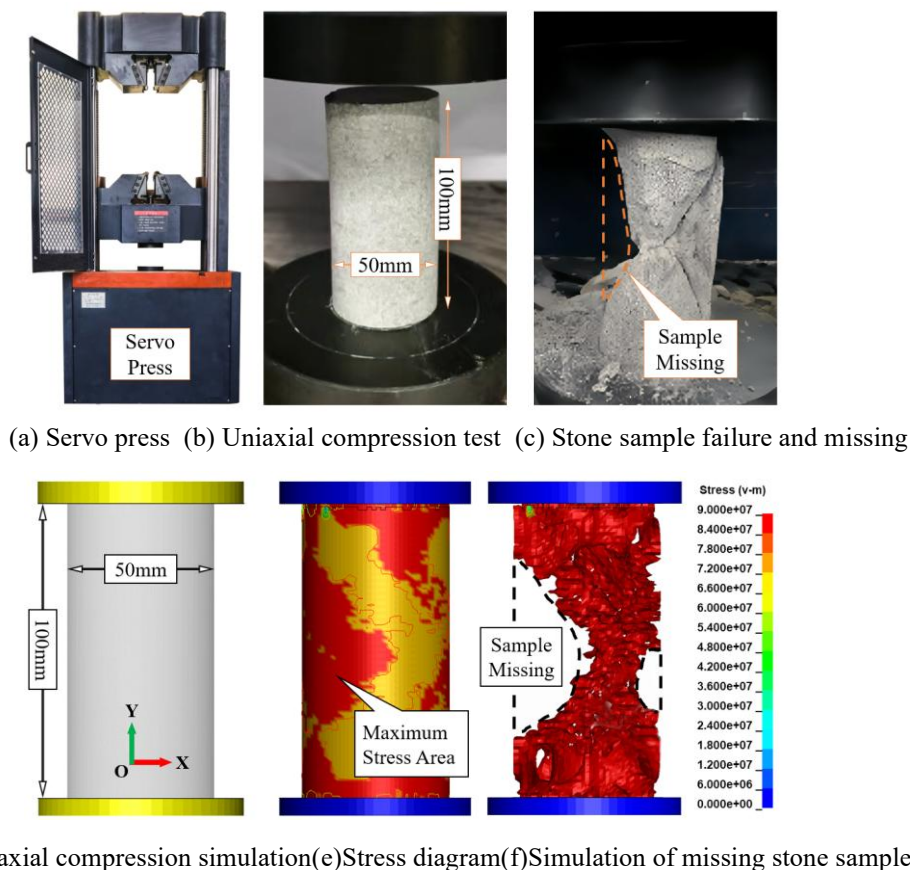 Servo
Press
100mm
50mm
Sample
Missing
(a) Servo press (b) Uniaxial compression test (c) Stone sample failure and missing
50mm
100mm
Y
O
X
Maximum
Stress Area
Sample
Missing
Stress (v-m)
9.000e+07
8.400e+07
7.800e+07
7.200e+07
6.600e+07
6.000e+07
5.400e+07
4.800e+07
4.200e+07
3.600e+07
3.000e+07
2.400e+07
1.800e+07
1.200e+07
6.000e+06
0.000e+00
axial compression simulation(e)Stress diagram(f)Simulation of missing stone sample